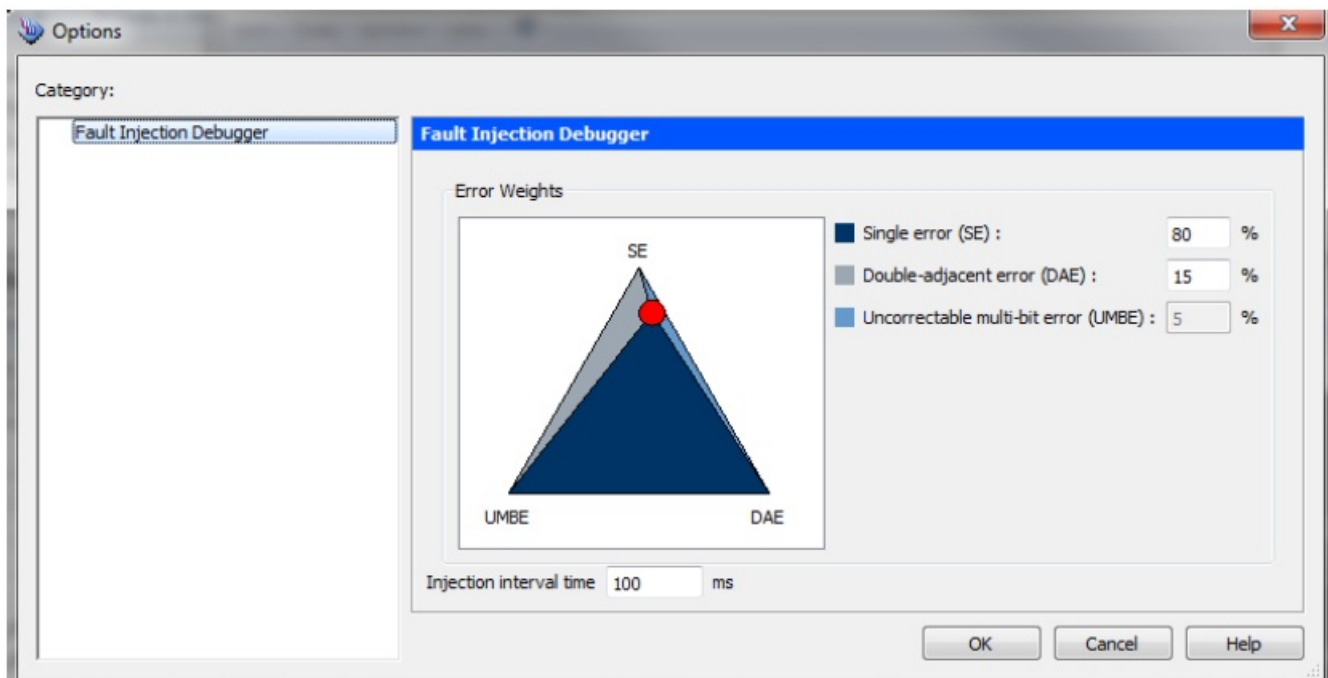 Options
Category:
Fault Injection Debugger
Fault Injection Debugger
Error Weights
SE
UMBE
DAE
Single error (SE) : 80 %
Double-adjacent error (DAE) : 15 %
Uncorrectable multi-bit error (UMBE) : 5 %
Injection interval time 100 ms
OK Cancel Help